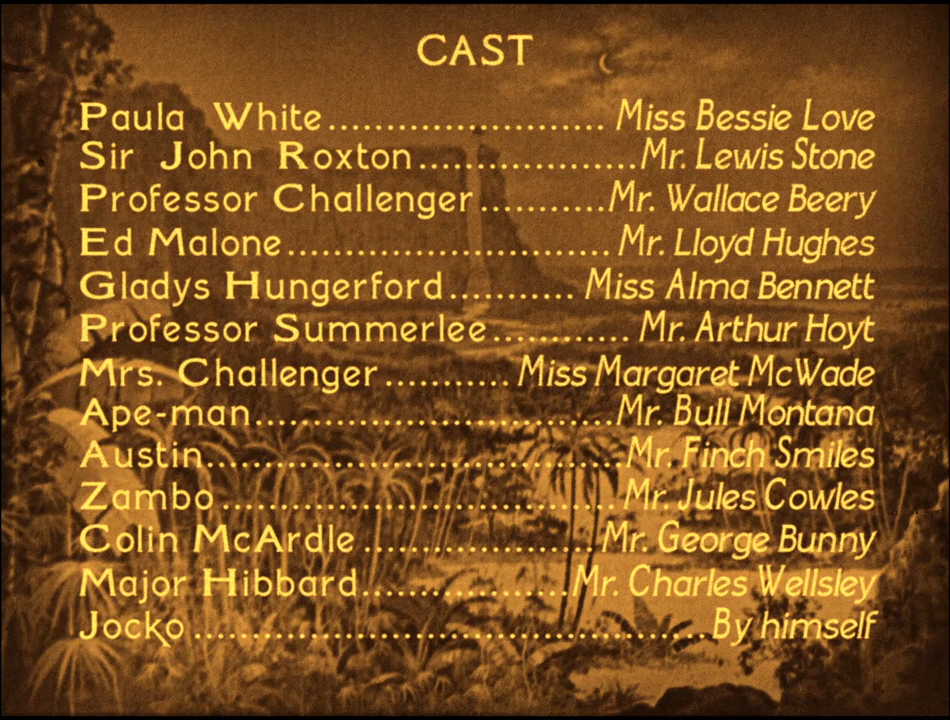 CAST
Paula White........................ Miss Bessie Love
Sir John Roxton...................Mr. Lewis Stone
Professor Challenger...........Mr. Wallace Beery
Ed Malone............................ Mr. Lloyd Hughes
Gladys Hungerford........... Miss Alma Bennett
Professor Summerlee............ Mr. Arthur Hoyt
Mrs. Challenger........... Miss Margaret McWade
Ape-man...............................Mr. Bull Montana
Austin....................................Mr. Finch Smiles
Zambo.................................. Mr. Jules Cowles
Colin McArdle....................Mr. George Bunny
Major Hibbard..................Mr. Charles Wellsley
Jocko............................................By himself